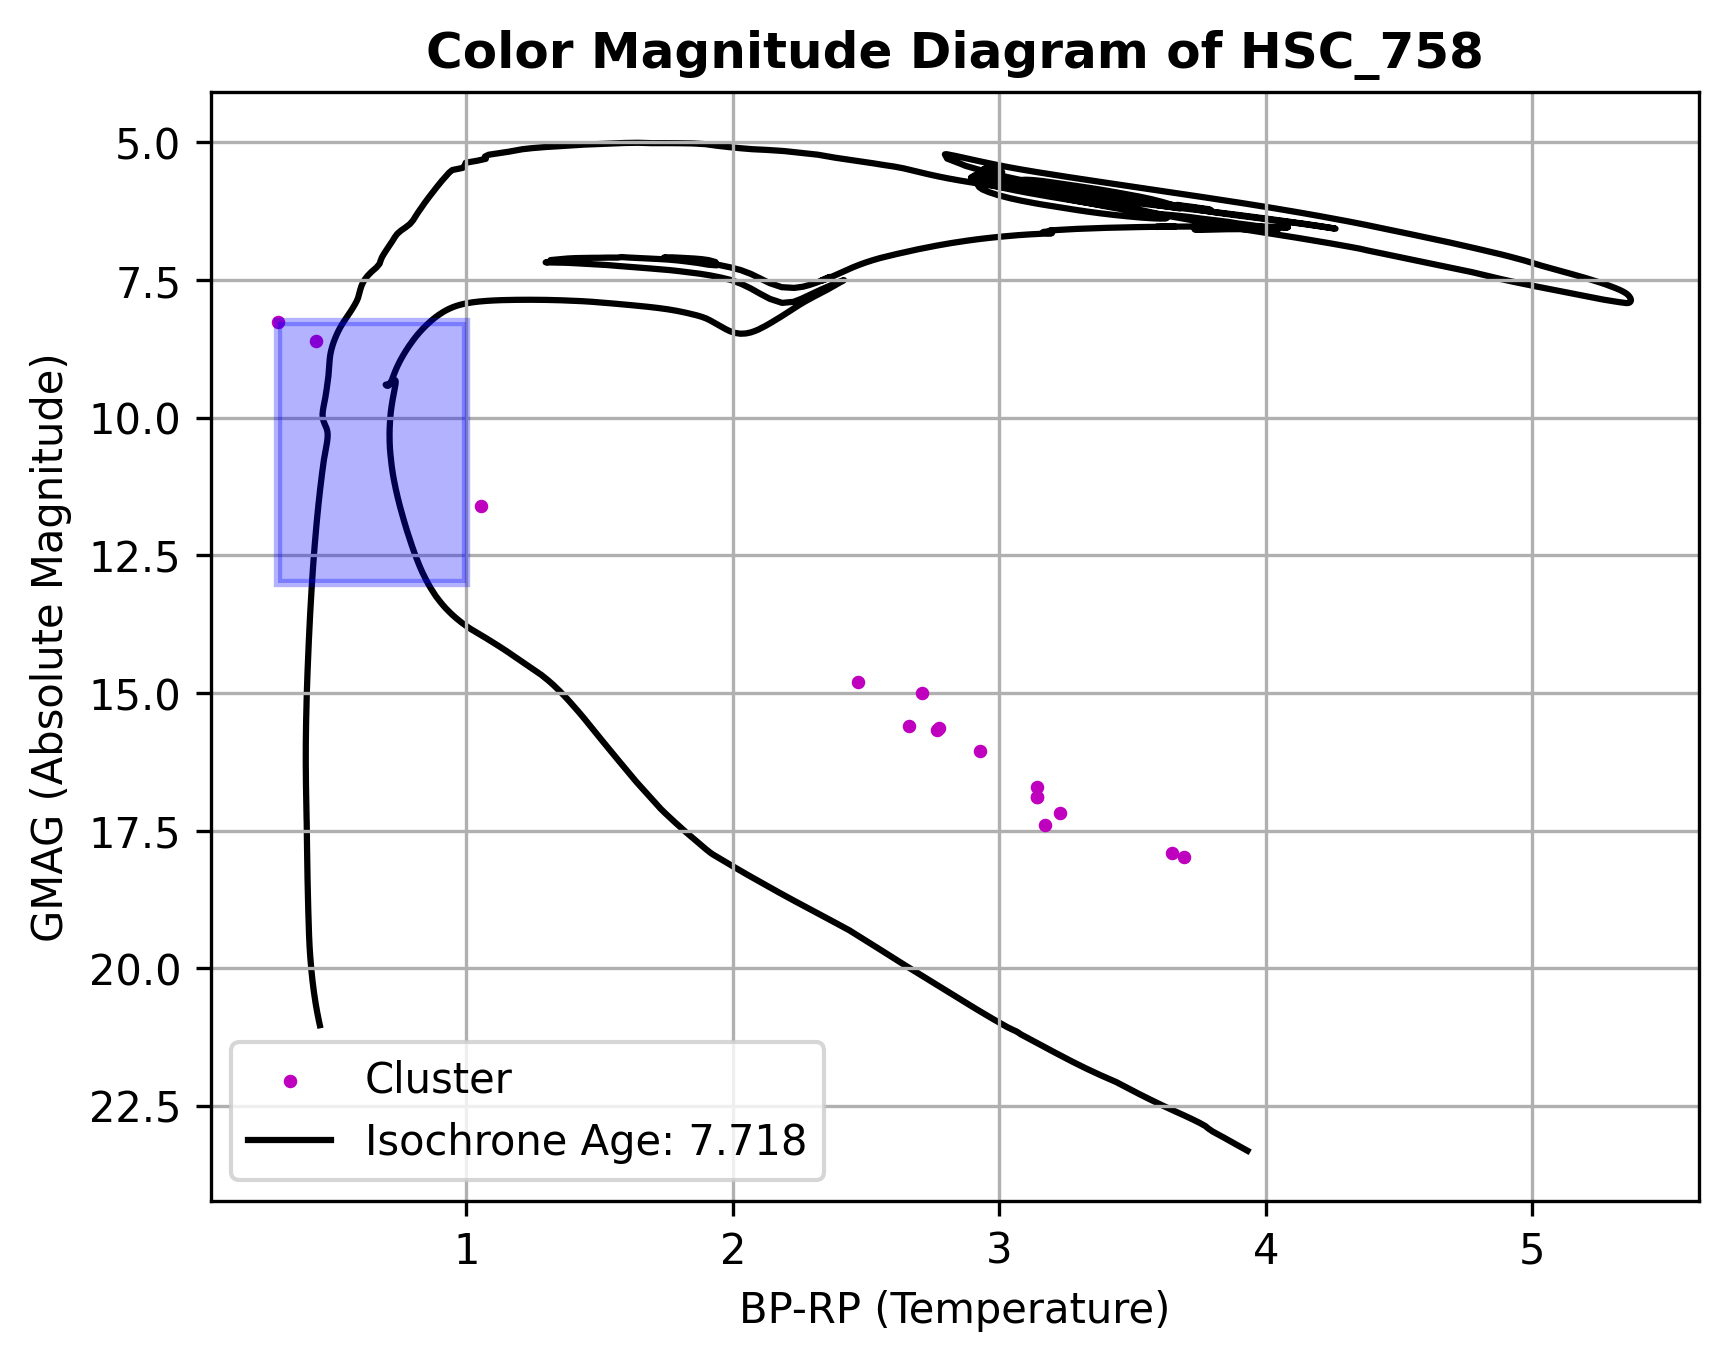 Color Magnitude Diagram of HSC_758
GMAG (Absolute Magnitude)
5.0
7.5
10.0
12.5
15.0
17.5
20.0
22.5
Cluster
Isochrone Age: 7.718
1 2 3 4 5
BP-RP (Temperature)